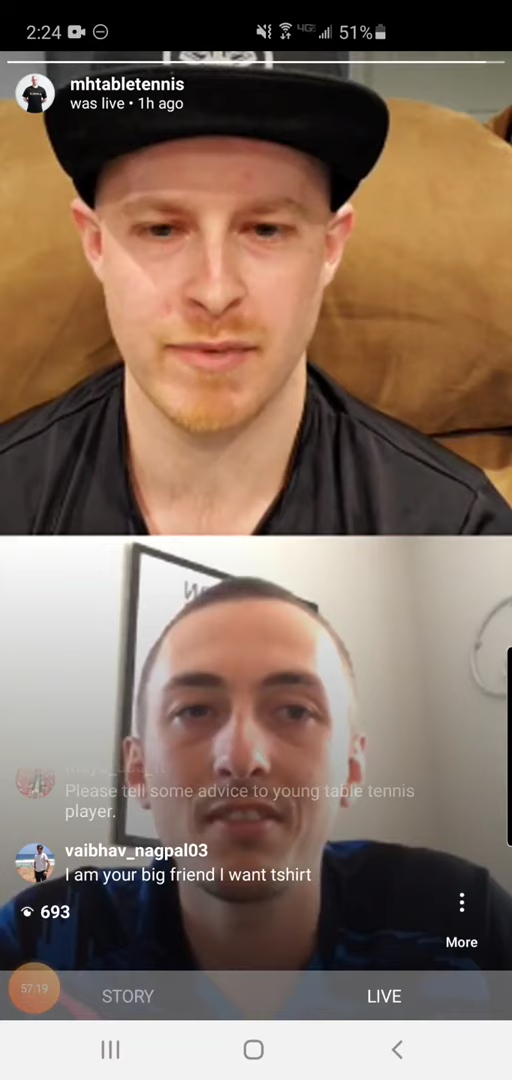 2:24
4G
51%
mhtabletennis
was live • 1h ago
Please tell some advice to young table tennis
player.
vaibhav_nagpal03
I am your big friend I want tshirt
693
More
57:19
STORY
LIVE